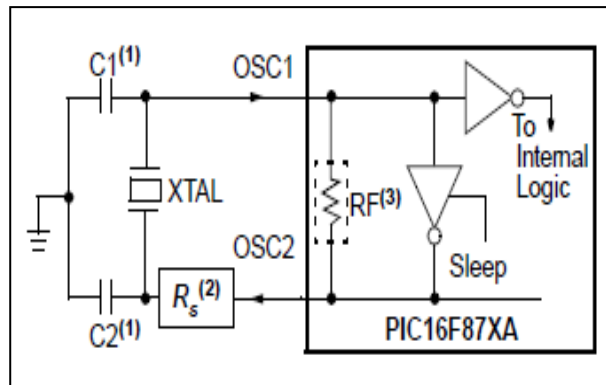 C1(1)
OSC1
To
Internal
Logic
XTAL
RF(3)
OSC2
Sleep
Rs(2)
C2(1)
PIC16F87XA